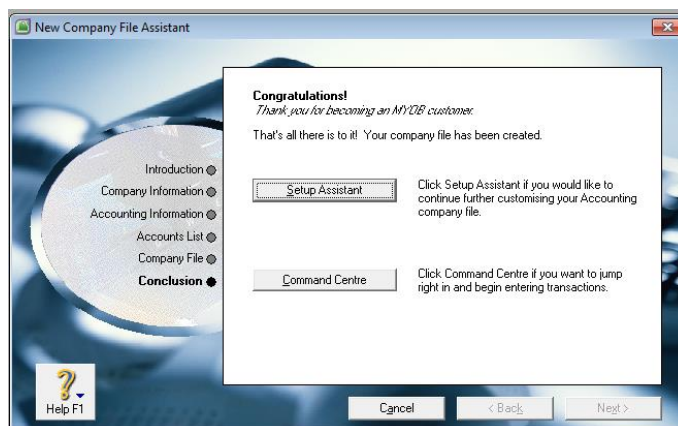 New Company File Assistant
Congratulations!
Thank you for becoming an MYOB customer.
That's all there is to it! Your company file has been created.
Introduction
Company Information
Accounting Information
Accounts List
Company File
Conclusion
Setup Assistant
Click Setup Assistant if you would like to
continue further customising your Accounting
company file.
Command Centre
Click Command Centre if you want to jump
right in and begin entering transactions.
Help F1
Cancel
< Back
Next >